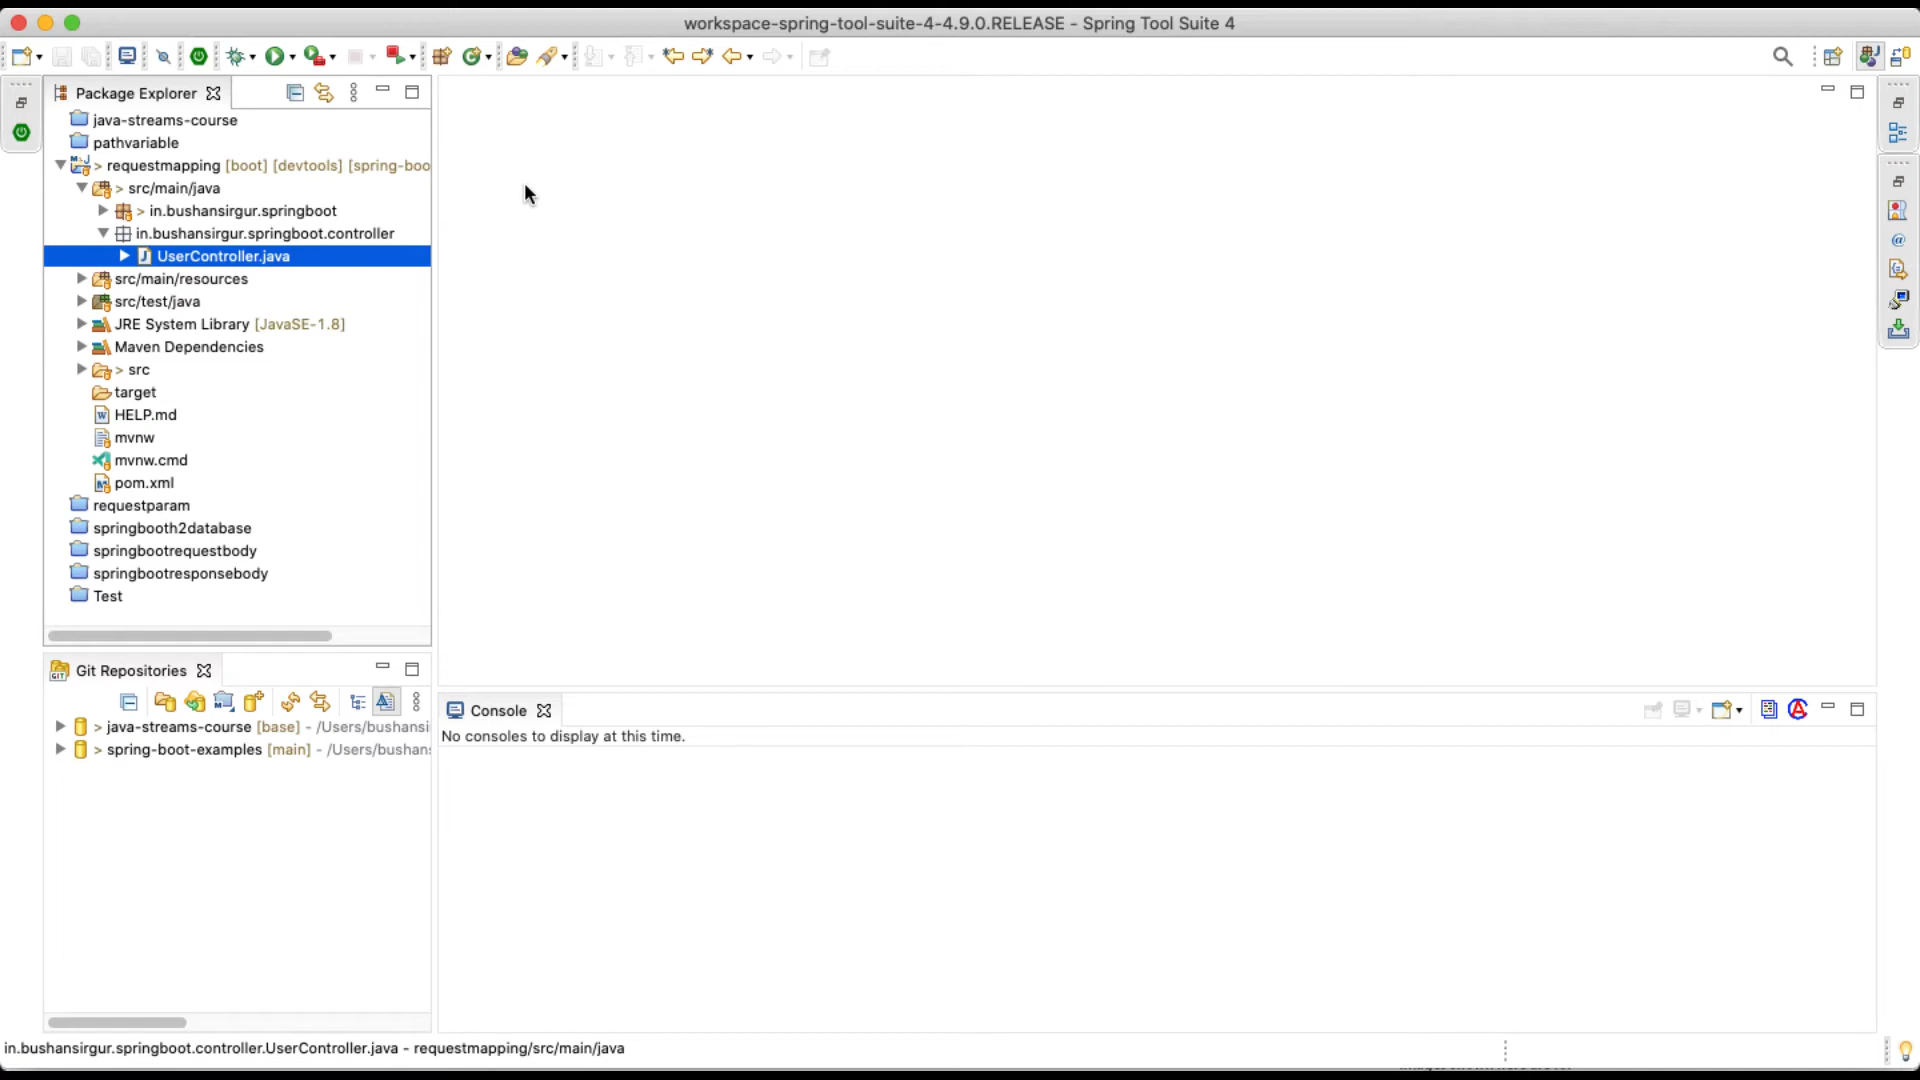 workspace-spring-tool-suite-4-4.9.0.RELEASE - Spring Tool Suite 4
Package Explorer
java-streams-course
pathvariable
> requestmapping [boot] [devtools] [spring-boo
> src/main/java
> in.bushansirgur.springboot
in.bushansirgur.springboot.controller
UserController.java
src/main/resources
src/test/java
JRE System Library [JavaSE-1.8]
Maven Dependencies
> src
target
HELP.md
mvnw
mvnw.cmd
pom.xml
requestparam
springbooth2database
springbootrequestbody
springbootresponsebody
Test
Git Repositories
> java-streams-course [base] - /Users/bushansi
> spring-boot-examples [main] - /Users/bushans
Console
No consoles to display at this time.
in.bushansirgur.springboot.controller.UserController.java - requestmapping/src/main/java